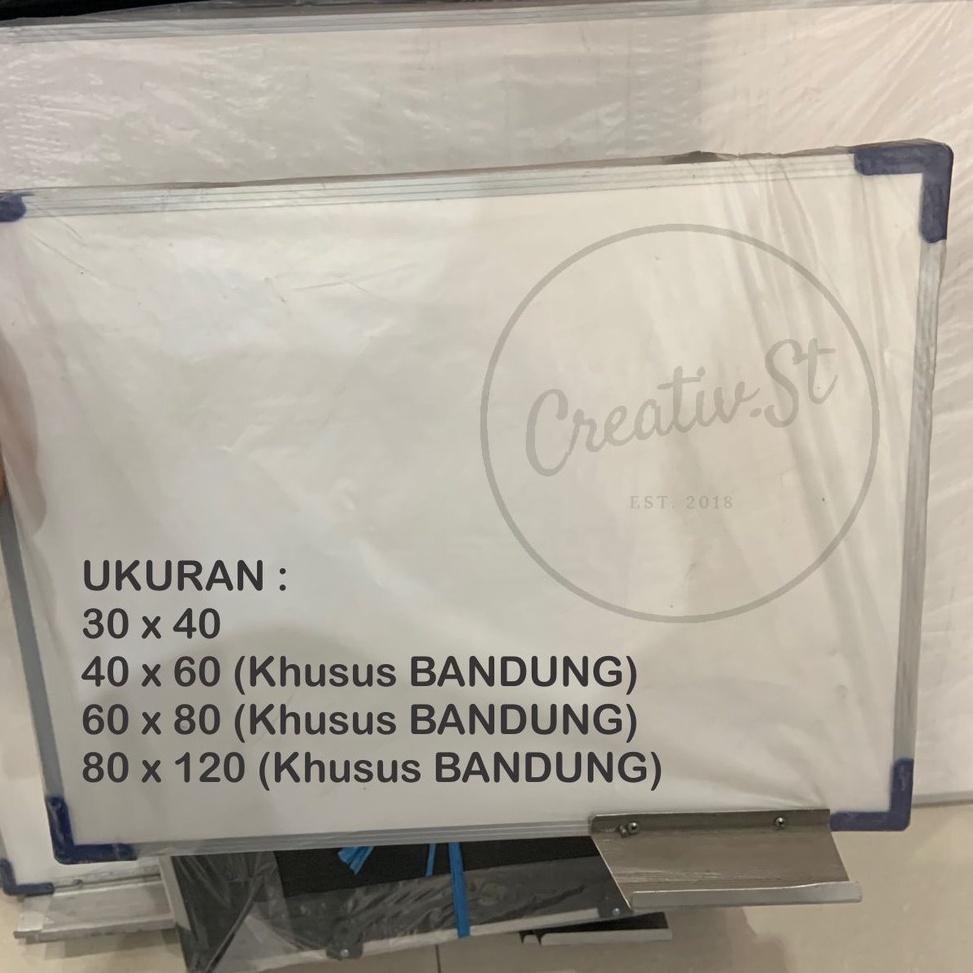 Creativ.St
EST. 2018
UKURAN :
30 x 40
40 x 60 (Khusus BANDUNG)
60 x 80 (Khusus BANDUNG)
80 x 120 (Khusus BANDUNG)